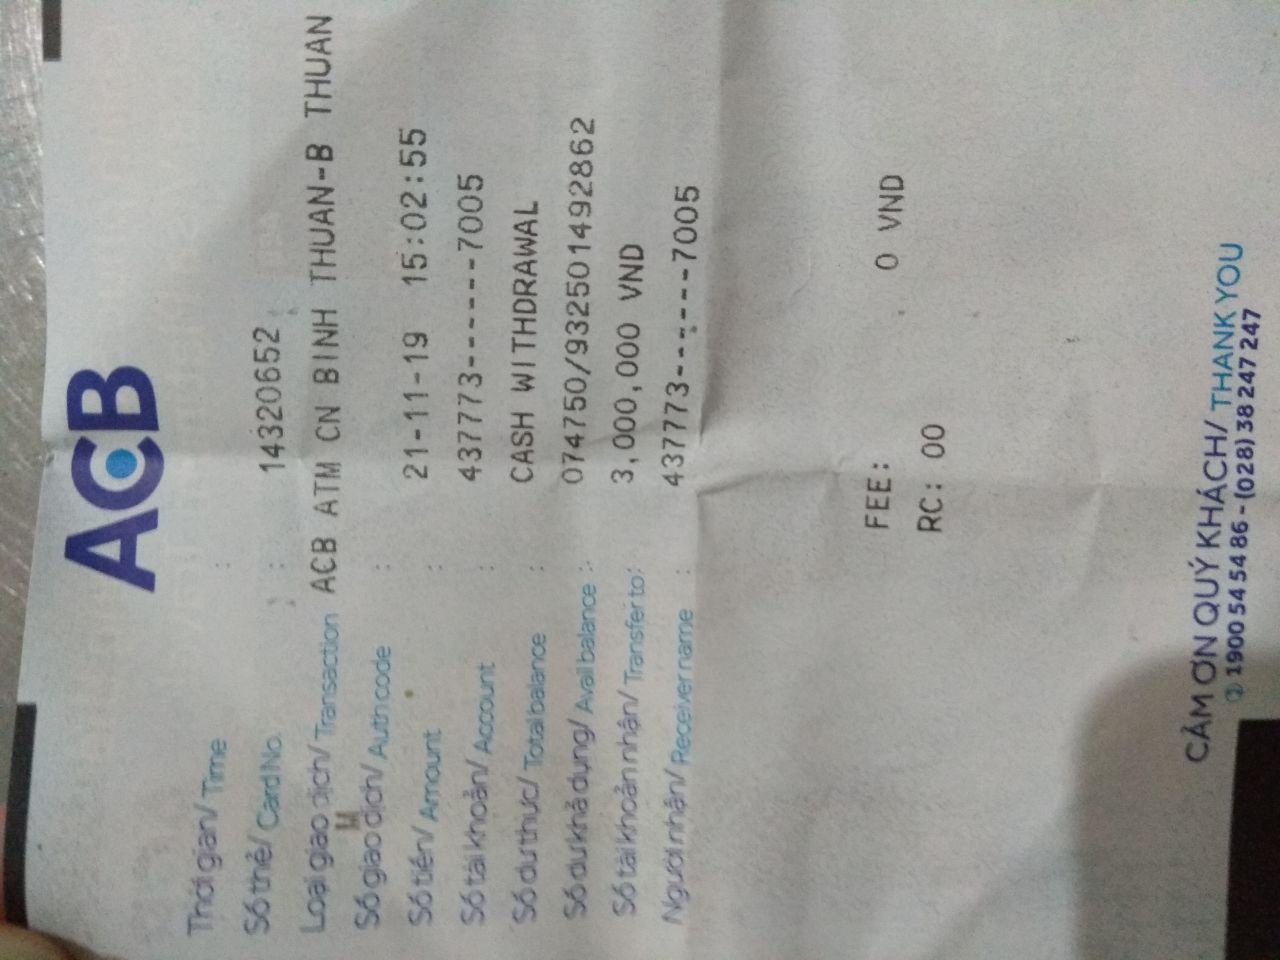 ACB
Thời gian/ Time :
Số thẻ/ Card No. : 14320652
Loại giao dịch/ Transaction ACB ATM CN BINH THUAN-B THUAN
Số giao dịch/ Auth code :
Số tiền/ Amount : 21-11-19 15:02:55
Số tài khoản/ Account : 437773------7005
Số dư thực/ Total balance : CASH WITHDRAWAL
Số dư khả dụng/ Avail balance : 074750/932501492862
Số tài khoản nhận/ Transfer to: 3,000,000 VND
Người nhận/ Receiver name : 437773------7005
FEE: 0 VND
RC: 00
CẢM ƠN QUÝ KHÁCH/ THANK YOU
1900 54 54 86 - (028) 38 247 247